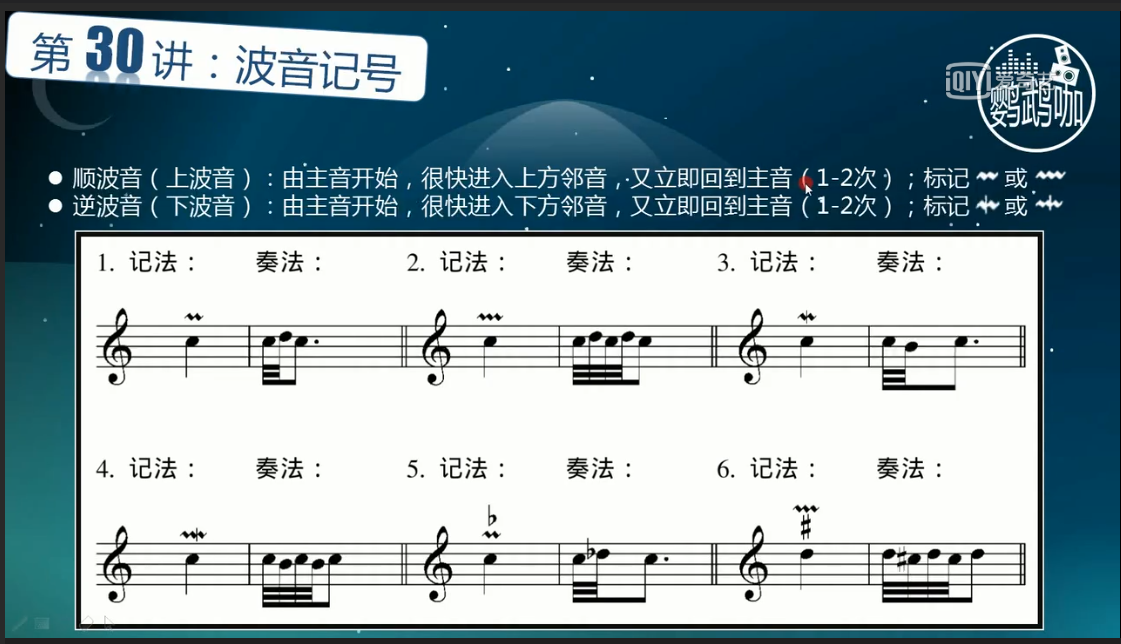 第 30 讲：波音记号
iQIYI 爱奇艺
鹦鹉咖
● 顺波音（上波音）：由主音开始，很快进入上方邻音，又立即回到主音（1-2次）；标记 或
● 逆波音（下波音）：由主音开始，很快进入下方邻音，又立即回到主音（1-2次）；标记 或
1. 记法： 奏法： 2. 记法： 奏法： 3. 记法： 奏法：
4. 记法： 奏法： 5. 记法： 奏法： 6. 记法： 奏法：